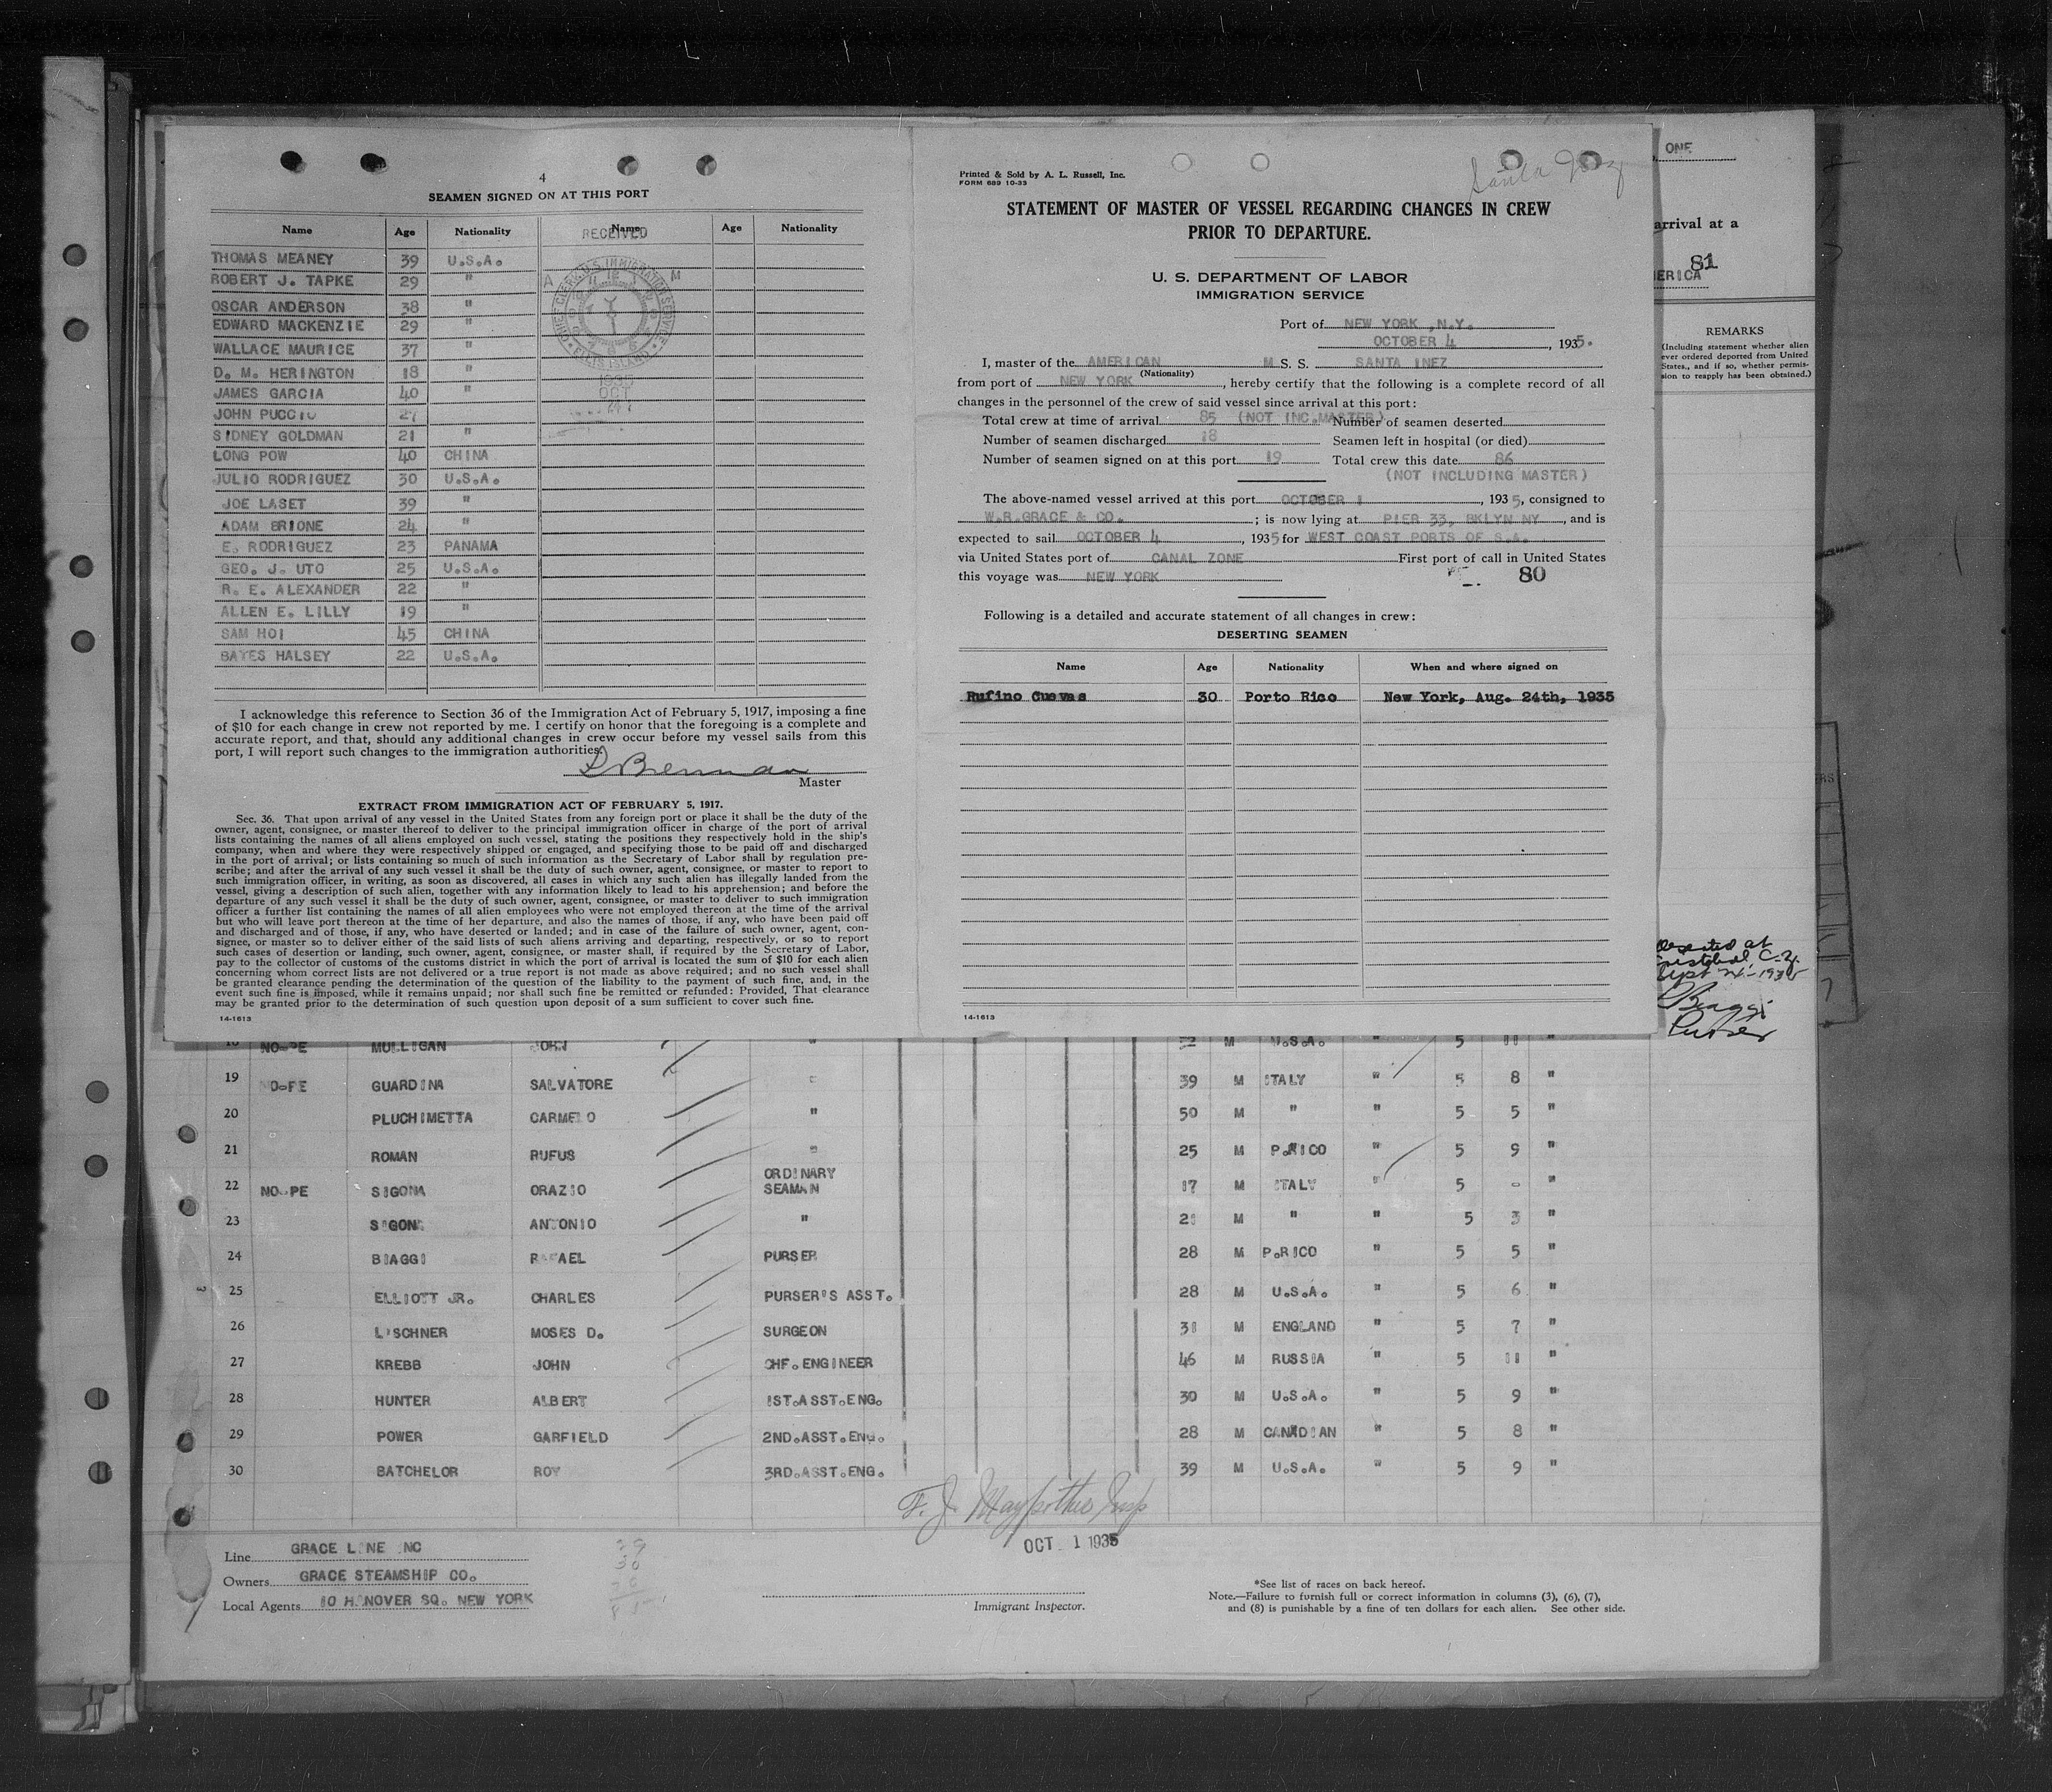 4
SEAMEN SIGNED ON AT THIS PORT
Name Age Nationality Name Age Nationality
RECEIVED
THOMAS MEANEY 39 U.S.A.
ROBERT J. TAPKE 29 "
OSCAR ANDERSON 38 "
EDWARD MACKENZIE 29 "
WALLACE MAURICE 37 "
D. M. HERINGTON 18 "
JAMES GARCIA 40 "
JOHN PUCCIO 27
SIDNEY GOLDMAN 21 "
LONG POW 40 CHINA
JULIO RODRIGUEZ 30 U.S.A.
JOE LASET 39 "
ADAM BRIONE 24 "
E. RODRIGUEZ 23 PANAMA
GEO. J. UTO 25 U.S.A.
R. E. ALEXANDER 22 "
ALLEN E. LILLY 19 "
SAM HOI 45 CHINA
BATES HALSEY 22 U.S.A.
CHIEF CLERK U.S. IMMIGRATION SERVICE
ELLIS ISLAND
A M
1935
OCT
I acknowledge this reference to Section 36 of the Immigration Act of February 5, 1917, imposing a fine
of $10 for each change in crew not reported by me. I certify on honor that the foregoing is a complete and
accurate report, and that, should any additional changes in crew occur before my vessel sails from this
port, I will report such changes to the immigration authorities.
Brennan
Master
EXTRACT FROM IMMIGRATION ACT OF FEBRUARY 5, 1917.
Sec. 36. That upon arrival of any vessel in the United States from any foreign port or place it shall be the duty of the
owner, agent, consignee, or master thereof to deliver to the principal immigration officer in charge of the port of arrival
lists containing the names of all aliens employed on such vessel, stating the positions they respectively hold in the ship's
company, when and where they were respectively shipped or engaged, and specifying those to be paid off and discharged
in the port of arrival; or lists containing so much of such information as the Secretary of Labor shall by regulation pre-
scribe; and after the arrival of any such vessel it shall be the duty of such owner, agent, consignee, or master to report to
such immigration officer, in writing, as soon as discovered, all cases in which any such alien has illegally landed from the
vessel, giving a description of such alien, together with any information likely to lead to his apprehension; and before the
departure of any such vessel it shall be the duty of such owner, agent, consignee, or master to deliver to such immigration
officer a further list containing the names of all alien employees who were not employed thereon at the time of the arrival
but who will leave port thereon at the time of her departure, and also the names of those, if any, who have been paid off
and discharged and of those, if any, who have deserted or landed; and in case of the failure of such owner, agent, con-
signee, or master so to deliver either of the said lists of such aliens arriving and departing, respectively, or so to report
such cases of desertion or landing, such owner, agent, consignee, or master shall, if required by the Secretary of Labor,
pay to the collector of customs of the customs district in which the port of arrival is located the sum of $10 for each alien
concerning whom correct lists are not delivered or a true report is not made as above required; and no such vessel shall
be granted clearance pending the determination of the question of the liability to the payment of such fine, and, in the
event such fine is imposed, while it remains unpaid; nor shall such fine be remitted or refunded: Provided, That clearance
may be granted prior to the determination of such question upon deposit of a sum sufficient to cover such fine.
14-1613
Santa Inez
Printed & Sold by A. L. Russell, Inc.
FORM 689 10-33
STATEMENT OF MASTER OF VESSEL REGARDING CHANGES IN CREW
PRIOR TO DEPARTURE.
U. S. DEPARTMENT OF LABOR
IMMIGRATION SERVICE
Port of NEW YORK ,N.Y.
OCTOBER 4, 1935.
I, master of the AMERICAN M S. S. SANTA INEZ
(Nationality)
from port of NEW YORK, hereby certify that the following is a complete record of all
changes in the personnel of the crew of said vessel since arrival at this port:
Total crew at time of arrival 85 (NOT INC.MASTER) Number of seamen deserted
Number of seamen discharged 18 Seamen left in hospital (or died)
Number of seamen signed on at this port 19 Total crew this date 86
(NOT INCLUDING MASTER)
The above-named vessel arrived at this port OCTOBER 1, 1935, consigned to
W.R.GRACE & CO.; is now lying at PIER 33, BKLYN NY, and is
expected to sail OCTOBER 4, 1935 for WEST COAST PORTS OF S.A.
via United States port of CANAL ZONE First port of call in United States
this voyage was NEW YORK
80
Following is a detailed and accurate statement of all changes in crew:
DESERTING SEAMEN
Name Age Nationality When and where signed on
Rufino Cuevas 30 Porto Rico New York, Aug. 24th, 1935
14-1613
ONE
arrival at a
81
ERICA
REMARKS
(Including statement whether alien
ever ordered deported from United
States, and if so, whether permis-
sion to reapply has been obtained.)
Deserted at
Cristobal, C.Z.
Sept 24-1935
Biaggi
Purser
18 NO-PE MULLIGAN JOHN " 32 M U.S.A. " 5 11 "
19 NO-PE GUARDINA SALVATORE " 39 M ITALY " 5 8 "
20 PLUCHIMETTA CARMELO " 50 M " " 5 5 "
21 ROMAN RUFUS " 25 M P.RICO " 5 9 "
22 NO-PE SIGONA ORAZIO ORDINARY SEAMAN 17 M ITALY " 5 - "
23 SIGONA ANTONIO " 21 M " " 5 3 "
24 BIAGGI RAFAEL PURSER 28 M P.RICO " 5 5 "
25 ELLIOTT JR. CHARLES PURSER'S ASST. 28 M U.S.A. " 5 6 "
26 LISCHNER MOSES D. SURGEON 31 M ENGLAND " 5 7 "
27 KREBB JOHN CHF.ENGINEER 46 M RUSSIA " 5 11 "
28 HUNTER ALBERT 1ST.ASST.ENG. 30 M U.S.A. " 5 9 "
29 POWER GARFIELD 2ND.ASST.ENG. 28 M CANADIAN " 5 8 "
30 BATCHELOR ROY 3RD.ASST.ENG. 39 M U.S.A. " 5 9 "
Line GRACE LINE INC
Owners GRACE STEAMSHIP CO.
Local Agents 10 HANOVER SQ. NEW YORK
29
30
26
85
OCT 1 1935
Immigrant Inspector.
*See list of races on back hereof.
Note.—Failure to furnish full or correct information in columns (3), (6), (7),
and (8) is punishable by a fine of ten dollars for each alien. See other side.